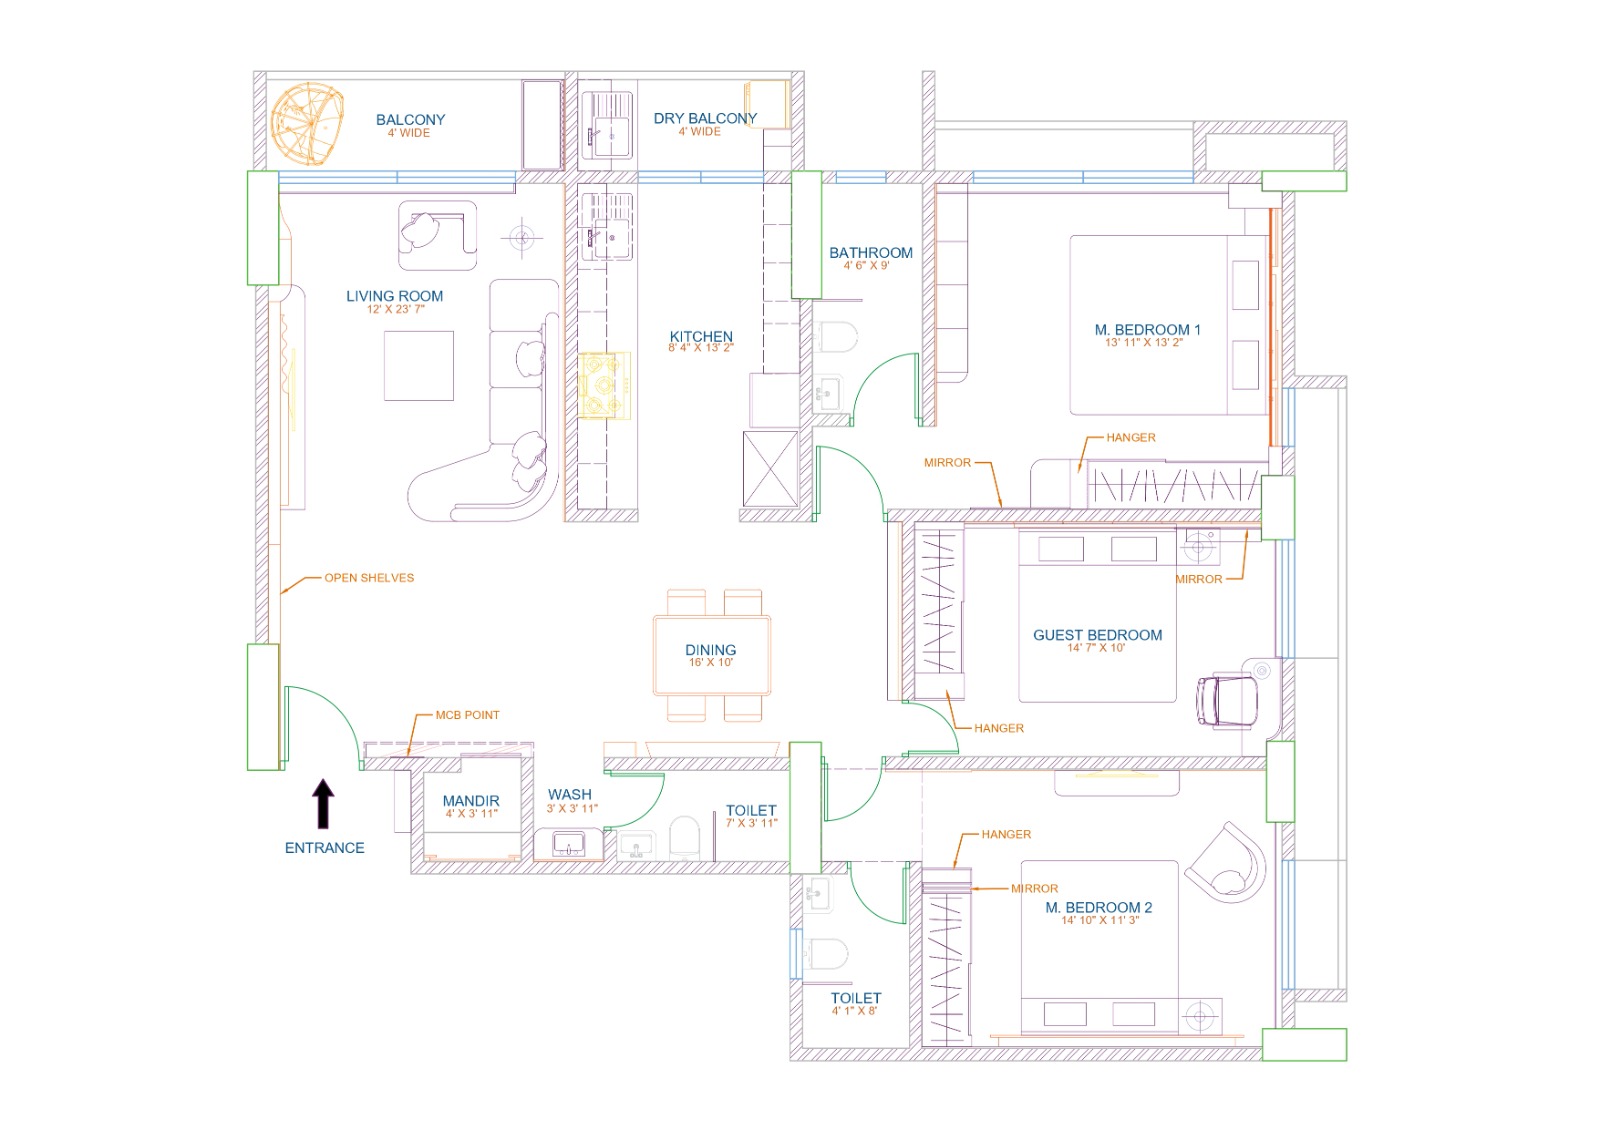 BALCONY
4' WIDE
DRY BALCONY
4' WIDE
BATHROOM
4' 6" X 9'
LIVING ROOM
12' X 23' 7"
KITCHEN
8' 4" X 13' 2"
M. BEDROOM 1
13' 11" X 13' 2"
HANGER
MIRROR
OPEN SHELVES
MIRROR
GUEST BEDROOM
14' 7" X 10'
DINING
16' X 10'
MCB POINT
HANGER
MANDIR
4' X 3' 11"
WASH
3' X 3' 11"
TOILET
7' X 3' 11"
ENTRANCE
HANGER
MIRROR
M. BEDROOM 2
14' 10" X 11' 3"
TOILET
4' 1" X 8'